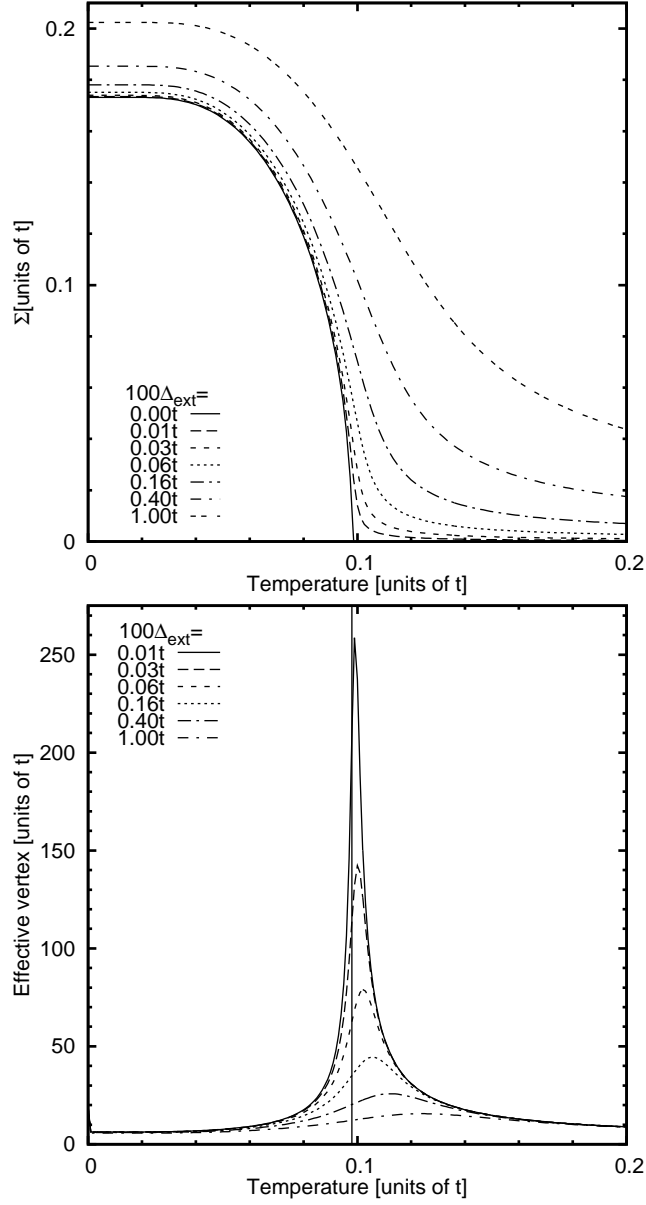 0.2
0.1
0
Σ[units of t]
100Δext=
0.00t
0.01t
0.03t
0.06t
0.16t
0.40t
1.00t
0 0.1 0.2
Temperature [units of t]
250
200
150
100
50
0
Effective vertex [units of t]
100Δext=
0.01t
0.03t
0.06t
0.16t
0.40t
1.00t
0 0.1 0.2
Temperature [units of t]